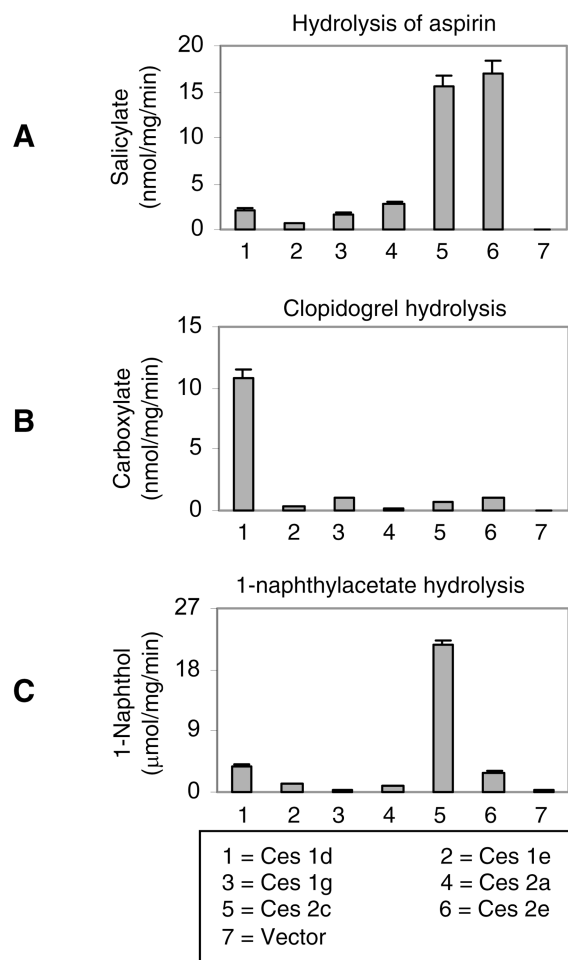 Hydrolysis of aspirin
A
Salicylate
(nmol/mg/min)
20
15
10
5
0
1 2 3 4 5 6 7
Clopidogrel hydrolysis
B
Carboxylate
(nmol/mg/min)
15
10
5
0
1 2 3 4 5 6 7
1-naphthylacetate hydrolysis
C
1-Naphthol
(μmol/mg/min)
27
18
9
0
1 2 3 4 5 6 7
1 = Ces 1d 2 = Ces 1e
3 = Ces 1g 4 = Ces 2a
5 = Ces 2c 6 = Ces 2e
7 = Vector